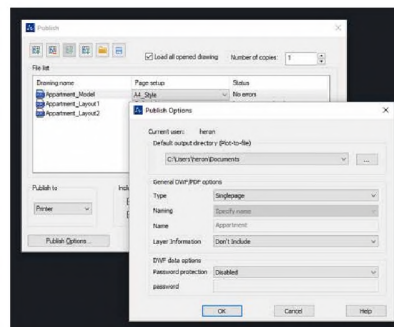 Publish
Load all opened drawing
Number of copies:
1
File list
Drawing name
Page setup
Status
Appartment_Model
A4_Style
No errors
Appartment_Layout1
Appartment_Layout2
Publish to
Printer
Publish Options...
Publish Options
Current user: heran
Default output directory (Plot-to-file)
C:\Users\heran\Documents
...
General DWF/PDF options
Type
Singlepage
Naming
Specify name
Name
Appartment
Layer Information
Don't Include
DWF data options
Password protection
Disabled
password
OK
Cancel
Help